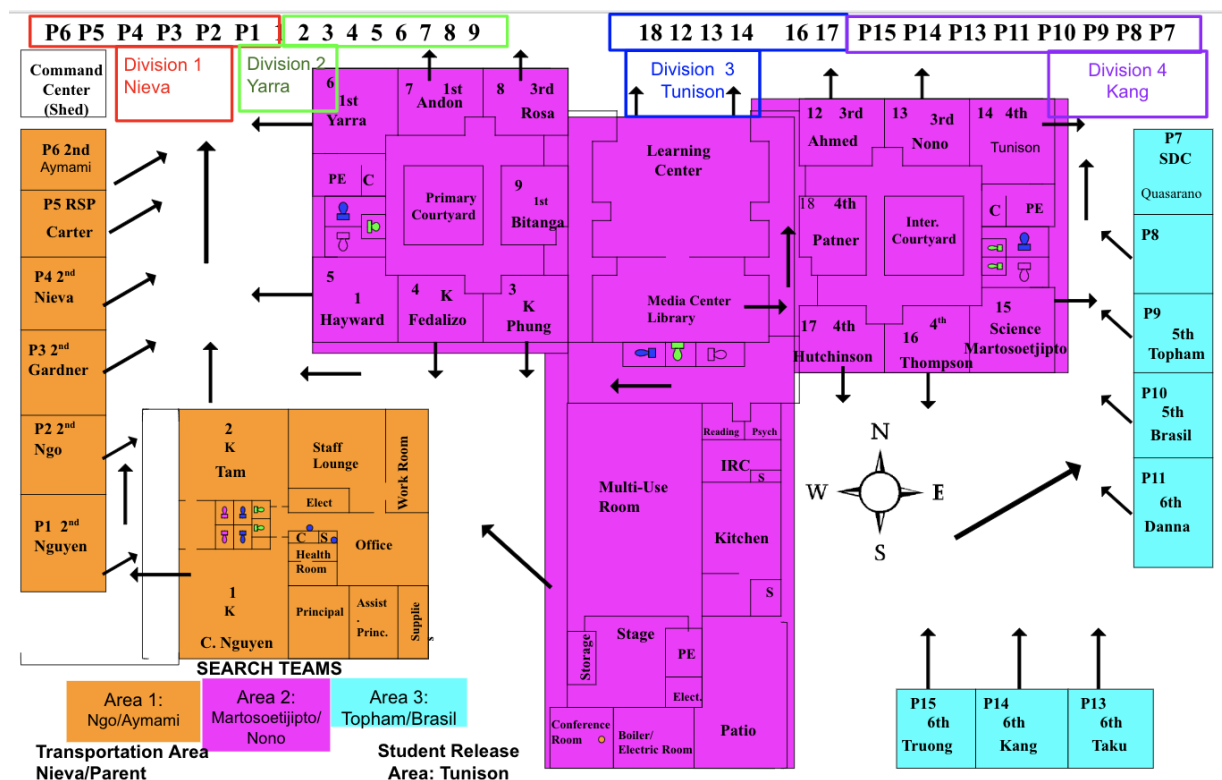 P6 P5 P4 P3 P2 P1 1 2 3 4 5 6 7 8 9 18 12 13 14 16 17 P15 P14 P13 P11 P10 P9 P8 P7
Command
Center
(Shed)
Division 1
Nieva
Division 2
Yarra
Division 3
Tunison
Division 4
Kang
P6 2nd
Aymami
P5 RSP
Carter
P4 2nd
Nieva
P3 2nd
Gardner
P2 2nd
Ngo
P1 2nd
Nguyen
6
1st
Yarra
7 1st
Andon
8 3rd
Rosa
PE C
Primary
Courtyard
9
1st
Bitanga
5
1
Hayward
4
K
Fedalizo
3
K
Phung
Learning
Center
Media Center
Library
12 3rd
Ahmed
13 3rd
Nono
14 4th
Tunison
18 4th
Patner
Inter.
Courtyard
C PE
17 4th
Hutchinson
16 4th
Thompson
15
Science
Martosoetjipto
P7
SDC
Quasarano
P8
P9
5th
Topham
P10
5th
Brasil
P11
6th
Danna
2
K
Tam
Staff
Lounge
Work Room
Elect
C S
Health
Room
Office
1
K
C. Nguyen
Principal
Assist
.
Princ.
Supplie
s
Reading Psych
IRC
S
Multi-Use
Room
Kitchen
S
Stage
Storage
PE
Elect.
Conference
Room
Boiler/
Electric Room
Patio
N
W E
S
P15
6th
Truong
P14
6th
Kang
P13
6th
Taku
SEARCH TEAMS
Area 1:
Ngo/Aymami
Area 2:
Martosoetijipto/
Nono
Area 3:
Topham/Brasil
Transportation Area
Nieva/Parent
Student Release
Area: Tunison